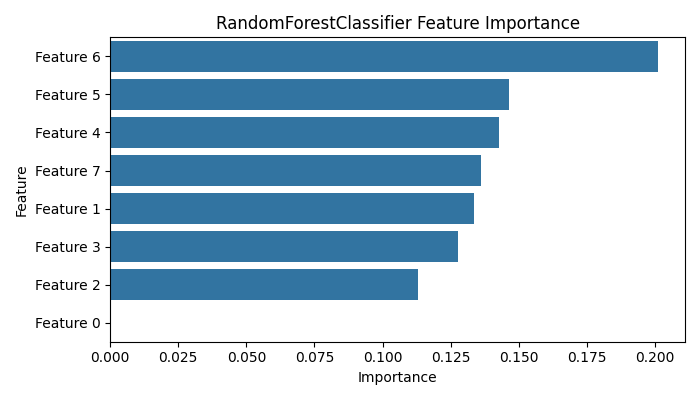 RandomForestClassifier Feature Importance
Feature 6
Feature 5
Feature 4
Feature 7
Feature 1
Feature 3
Feature 2
Feature 0
Feature
0.000 0.025 0.050 0.075 0.100 0.125 0.150 0.175 0.200
Importance